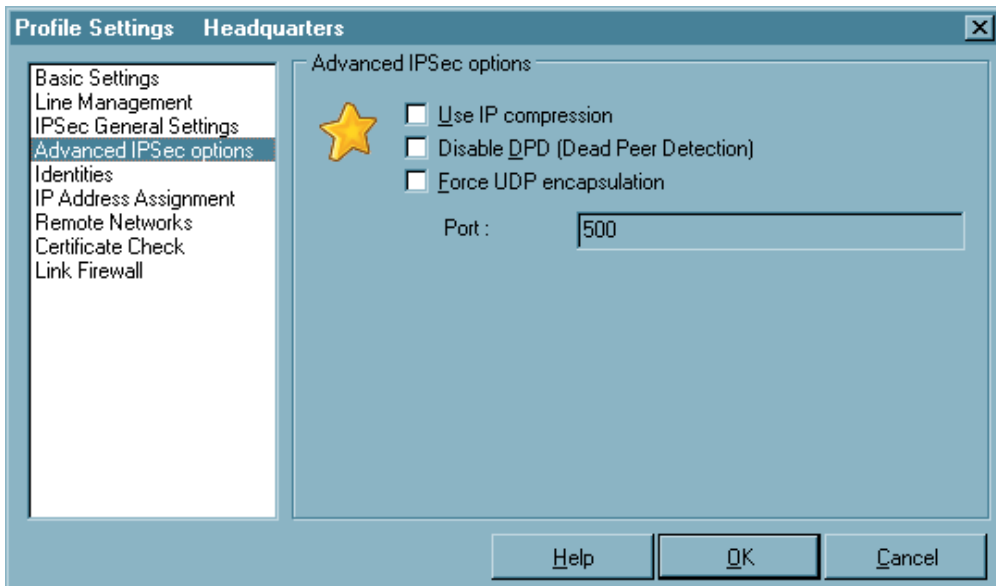 Profile Settings Headquarters
Basic Settings
Line Management
IPSec General Settings
Advanced IPSec options
Identities
IP Address Assignment
Remote Networks
Certificate Check
Link Firewall
Advanced IPSec options
Use IP compression
Disable DPD (Dead Peer Detection)
Force UDP encapsulation
Port : 500
Help OK Cancel